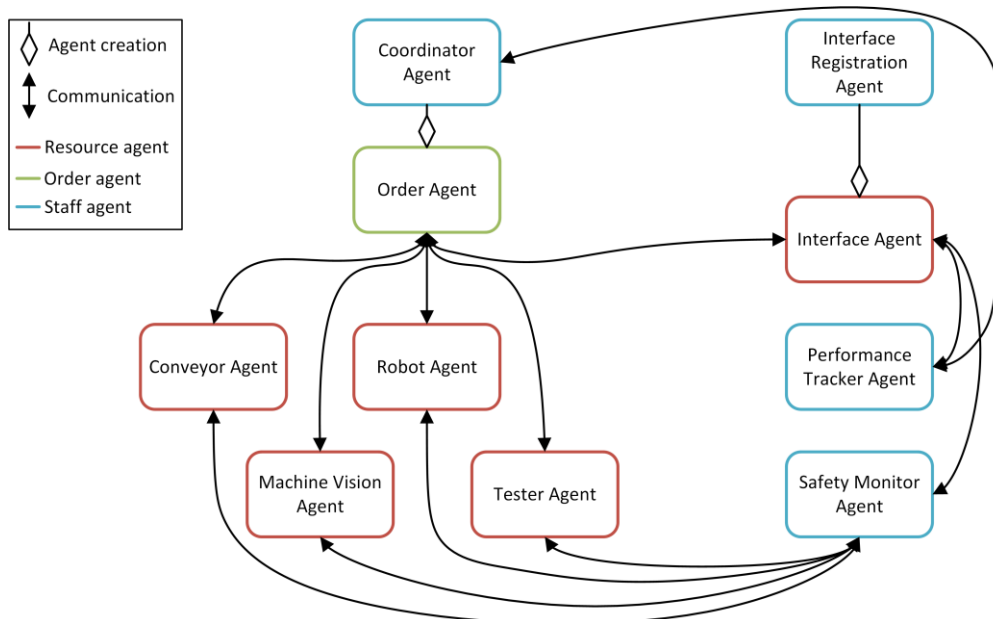 Agent creation
Communication
Resource agent
Order agent
Staff agent
Coordinator
Agent
Interface
Registration
Agent
Order Agent
Interface Agent
Conveyor Agent
Robot Agent
Performance
Tracker Agent
Machine Vision
Agent
Tester Agent
Safety Monitor
Agent